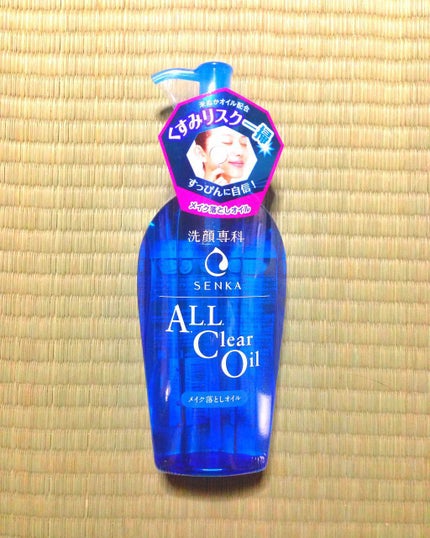 米ぬかオイル配合
くすみリスク一掃
すっぴんに自信!
メイク落としオイル
洗顔専科
SENKA
ALL
Clear
Oil
メイク落としオイル